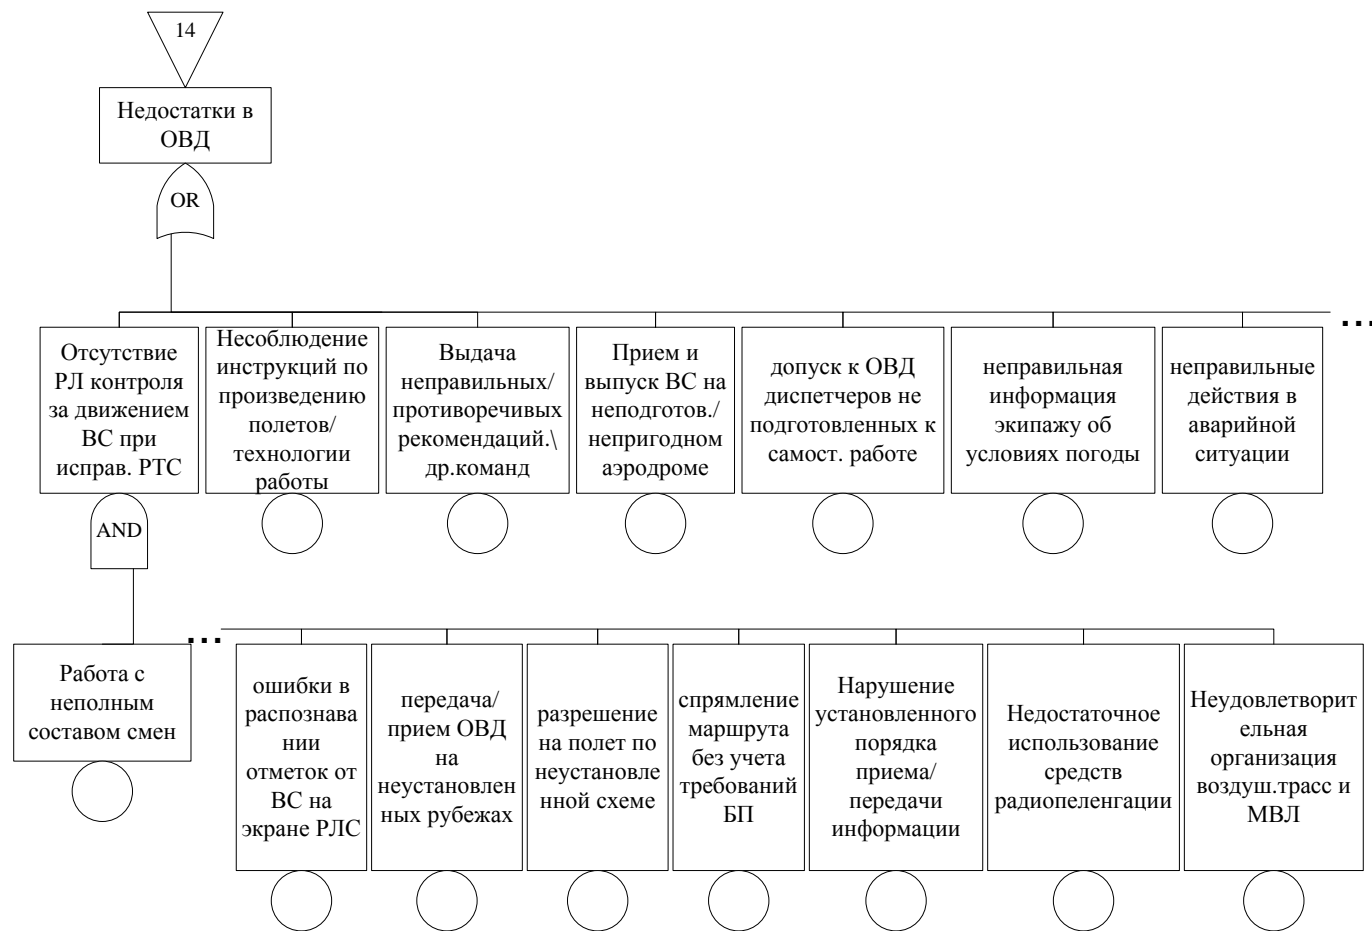 14
Недостатки в
ОВД
OR
...
Отсутствие
РЛ контроля
за движением
ВС при
исправ. РТС
Несоблюдение
инструкций по
произведению
полетов/
технологии
работы
Выдача
неправильных/
противоречивых
рекомендаций.\
др.команд
Прием и
выпуск ВС на
неподготов./
непригодном
аэродроме
допуск к ОВД
диспетчеров не
подготовленных к
самост. работе
неправильная
информация
экипажу об
условиях погоды
неправильные
действия в
аварийной
ситуации
AND
...
Работа с
неполным
составом смен
ошибки в
распознава
нии
отметок от
ВС на
экране РЛС
передача/
прием ОВД
на
неустановлен
ных рубежах
разрешение
на полет по
неустановле
нной схеме
спрямление
маршрута
без учета
требований
БП
Нарушение
установленного
порядка
приема/
передачи
информации
Недостаточное
использование
средств
радиопеленгации
Неудовлетворит
ельная
организация
воздуш.трасс и
МВЛ